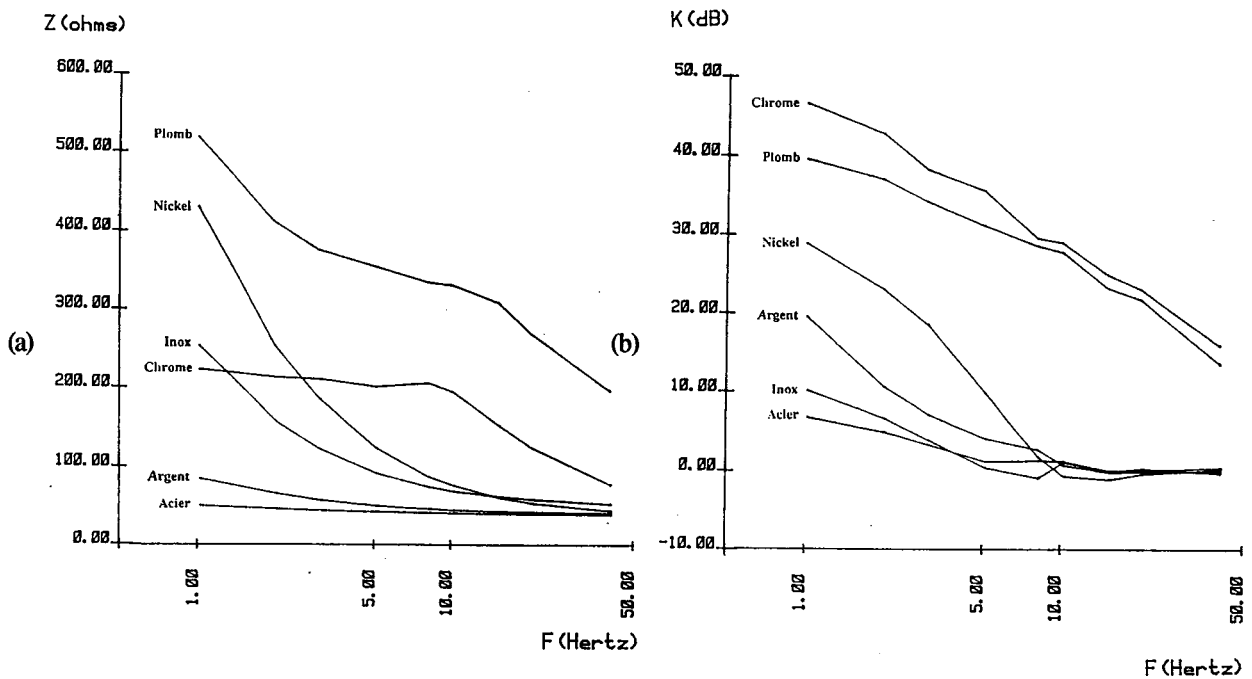 Z (ohms)
600.00
500.00
400.00
300.00
200.00
100.00
0.00
Plomb
Nickel
Inox
Chrome
Argent
Acier
(a)
1.00
5.00
10.00
50.00
F (Hertz)
K (dB)
50.00
40.00
30.00
20.00
10.00
0.00
-10.00
Chrome
Plomb
Nickel
Argent
Inox
Acier
(b)
1.00
5.00
10.00
50.00
F (Hertz)